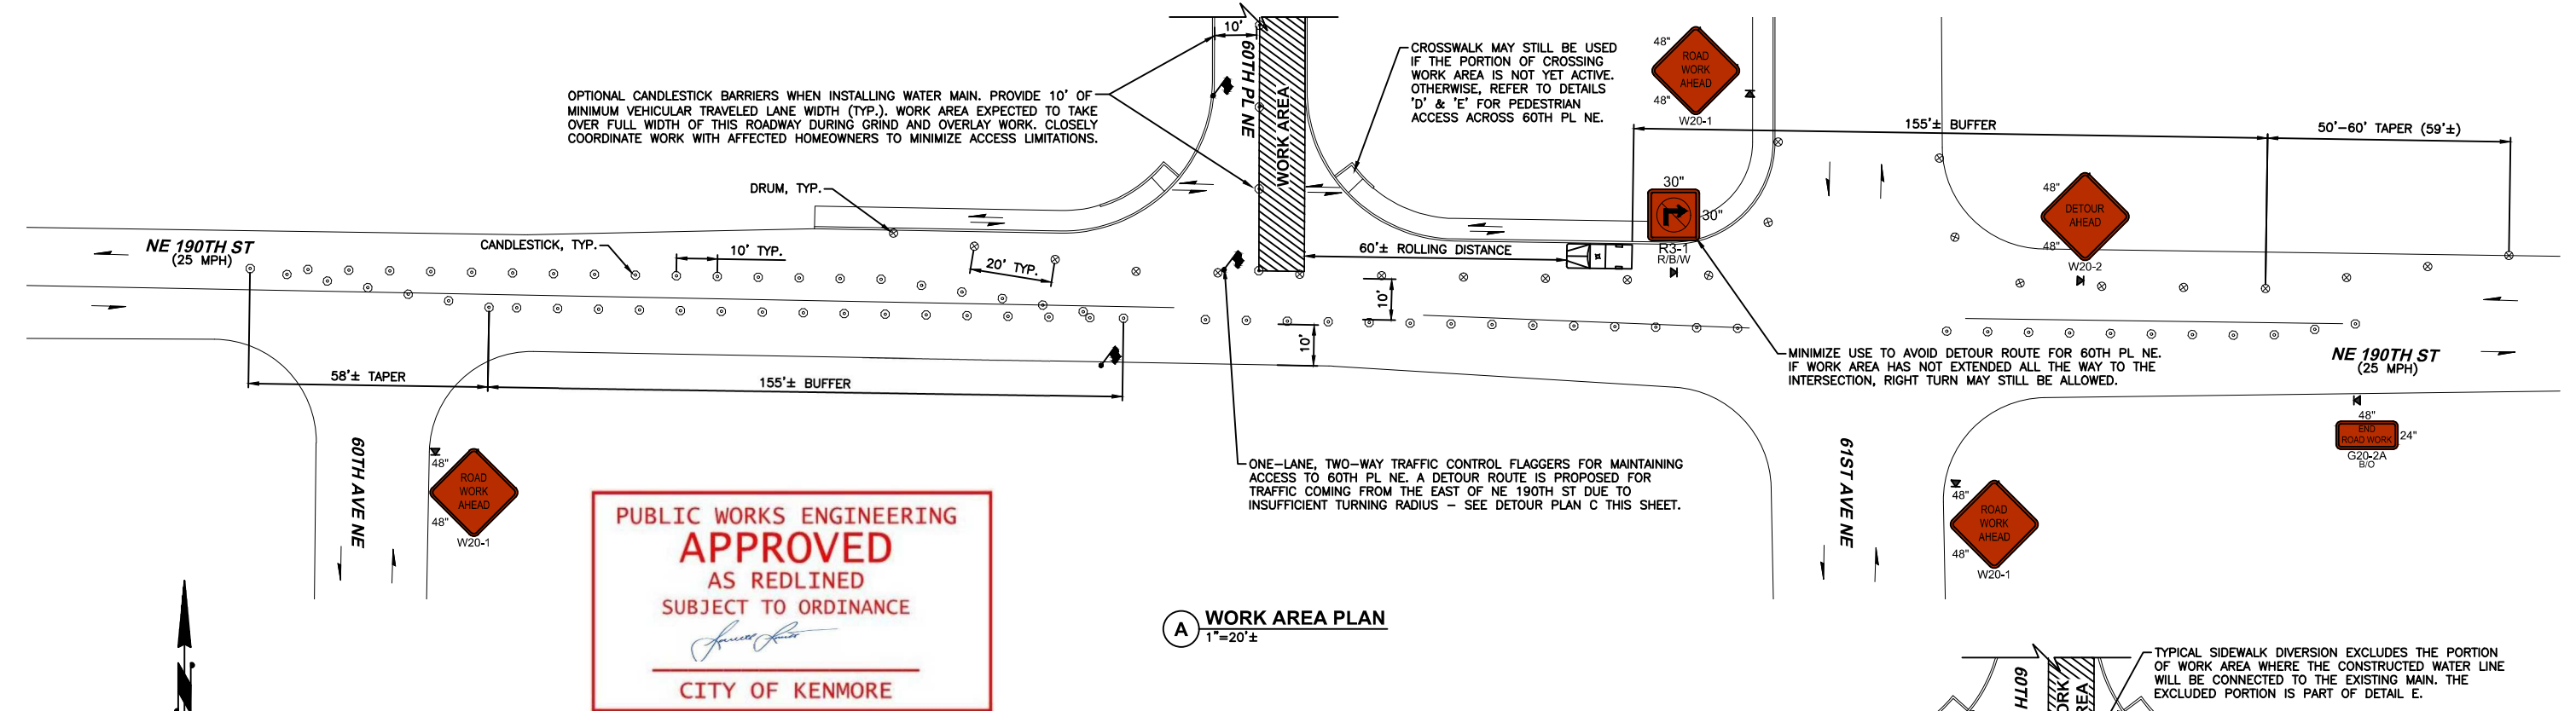 10'
60TH PL NE
WORK AREA
OPTIONAL CANDLESTICK BARRIERS WHEN INSTALLING WATER MAIN. PROVIDE 10' OF
MINIMUM VEHICULAR TRAVELED LANE WIDTH (TYP.). WORK AREA EXPECTED TO TAKE
OVER FULL WIDTH OF THIS ROADWAY DURING GRIND AND OVERLAY WORK. CLOSELY
COORDINATE WORK WITH AFFECTED HOMEOWNERS TO MINIMIZE ACCESS LIMITATIONS.
CROSSWALK MAY STILL BE USED
IF THE PORTION OF CROSSING
WORK AREA IS NOT YET ACTIVE.
OTHERWISE, REFER TO DETAILS
'D' & 'E' FOR PEDESTRIAN
ACCESS ACROSS 60TH PL NE.
48"
ROAD
WORK
AHEAD
48"
W20-1
155'± BUFFER
50'-60' TAPER (59'±)
DRUM, TYP.
30"
30"
R3-1
R/B/W
48"
DETOUR
AHEAD
48"
W20-2
NE 190TH ST
(25 MPH)
CANDLESTICK, TYP.
10' TYP.
20' TYP.
60'± ROLLING DISTANCE
10'
10'
MINIMIZE USE TO AVOID DETOUR ROUTE FOR 60TH PL NE.
IF WORK AREA HAS NOT EXTENDED ALL THE WAY TO THE
INTERSECTION, RIGHT TURN MAY STILL BE ALLOWED.
NE 190TH ST
(25 MPH)
58'± TAPER
155'± BUFFER
48"
END
ROAD WORK
24"
G20-2A
B/O
60TH AVE NE
48"
ROAD
WORK
AHEAD
48"
W20-1
ONE-LANE, TWO-WAY TRAFFIC CONTROL FLAGGERS FOR MAINTAINING
ACCESS TO 60TH PL NE. A DETOUR ROUTE IS PROPOSED FOR
TRAFFIC COMING FROM THE EAST OF NE 190TH ST DUE TO
INSUFFICIENT TURNING RADIUS - SEE DETOUR PLAN C THIS SHEET.
61ST AVE NE
48"
ROAD
WORK
AHEAD
48"
W20-1
PUBLIC WORKS ENGINEERING
APPROVED
AS REDLINED
SUBJECT TO ORDINANCE
CITY OF KENMORE
A WORK AREA PLAN
1"=20'±
N
60TH
WORK
AREA
TYPICAL SIDEWALK DIVERSION EXCLUDES THE PORTION
OF WORK AREA WHERE THE CONSTRUCTED WATER LINE
WILL BE CONNECTED TO THE EXISTING MAIN. THE
EXCLUDED PORTION IS PART OF DETAIL E.